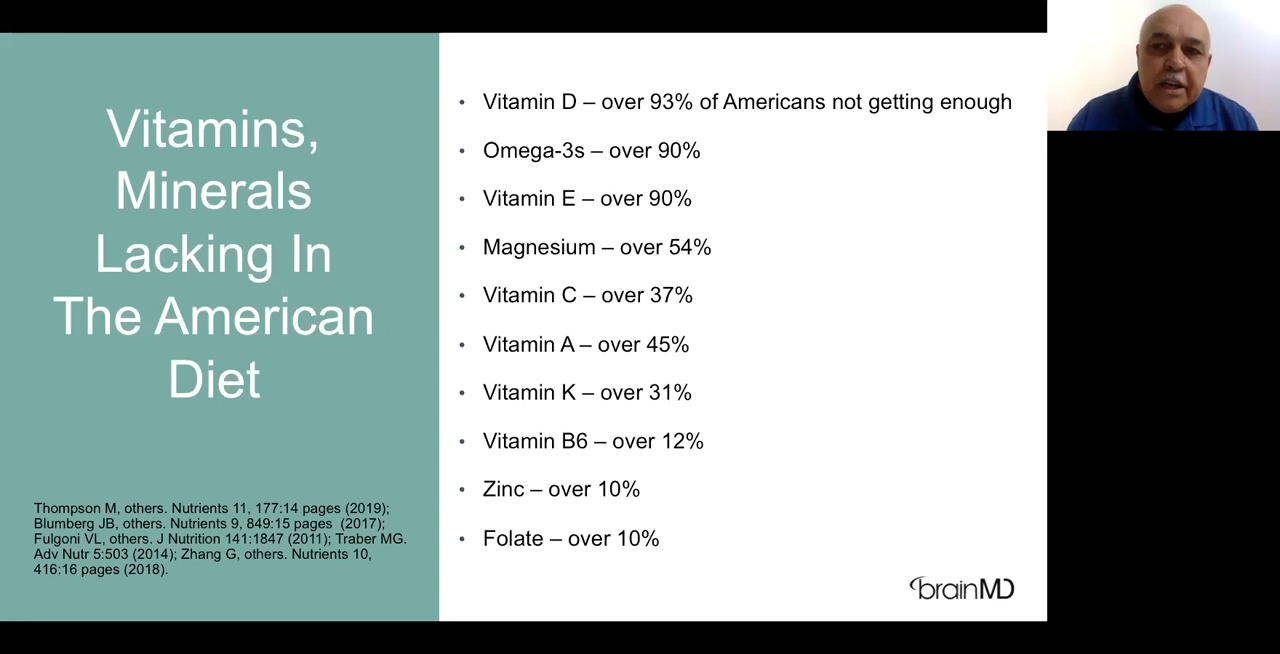 Vitamins,
Minerals
Lacking In
The American
Diet
Thompson M, others. Nutrients 11, 177:14 pages (2019);
Blumberg JB, others. Nutrients 9, 849:15 pages (2017);
Fulgoni VL, others. J Nutrition 141:1847 (2011); Traber MG.
Adv Nutr 5:503 (2014); Zhang G, others. Nutrients 10,
416:16 pages (2018).
• Vitamin D – over 93% of Americans not getting enough
• Omega-3s – over 90%
• Vitamin E – over 90%
• Magnesium – over 54%
• Vitamin C – over 37%
• Vitamin A – over 45%
• Vitamin K – over 31%
• Vitamin B6 – over 12%
• Zinc – over 10%
• Folate – over 10%
brainMD